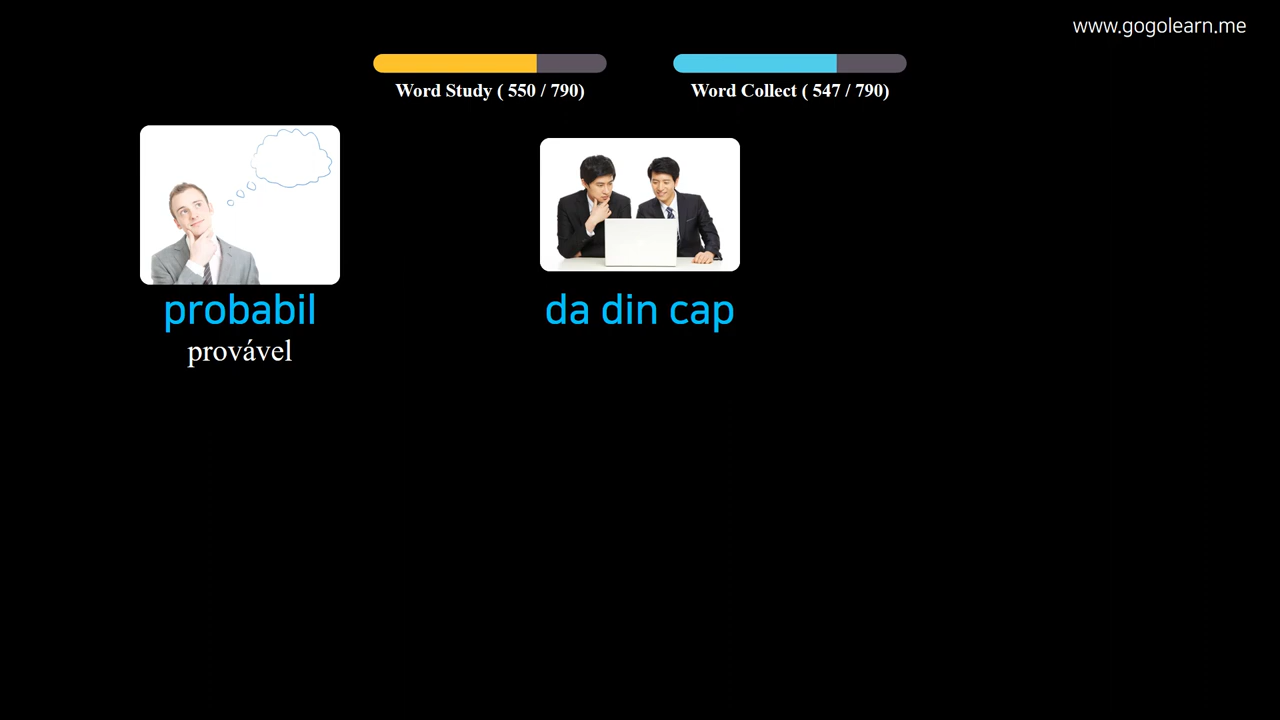 www.gogolearn.me
Word Study ( 550 / 790)
Word Collect ( 547 / 790)
probabil
da din cap
provável